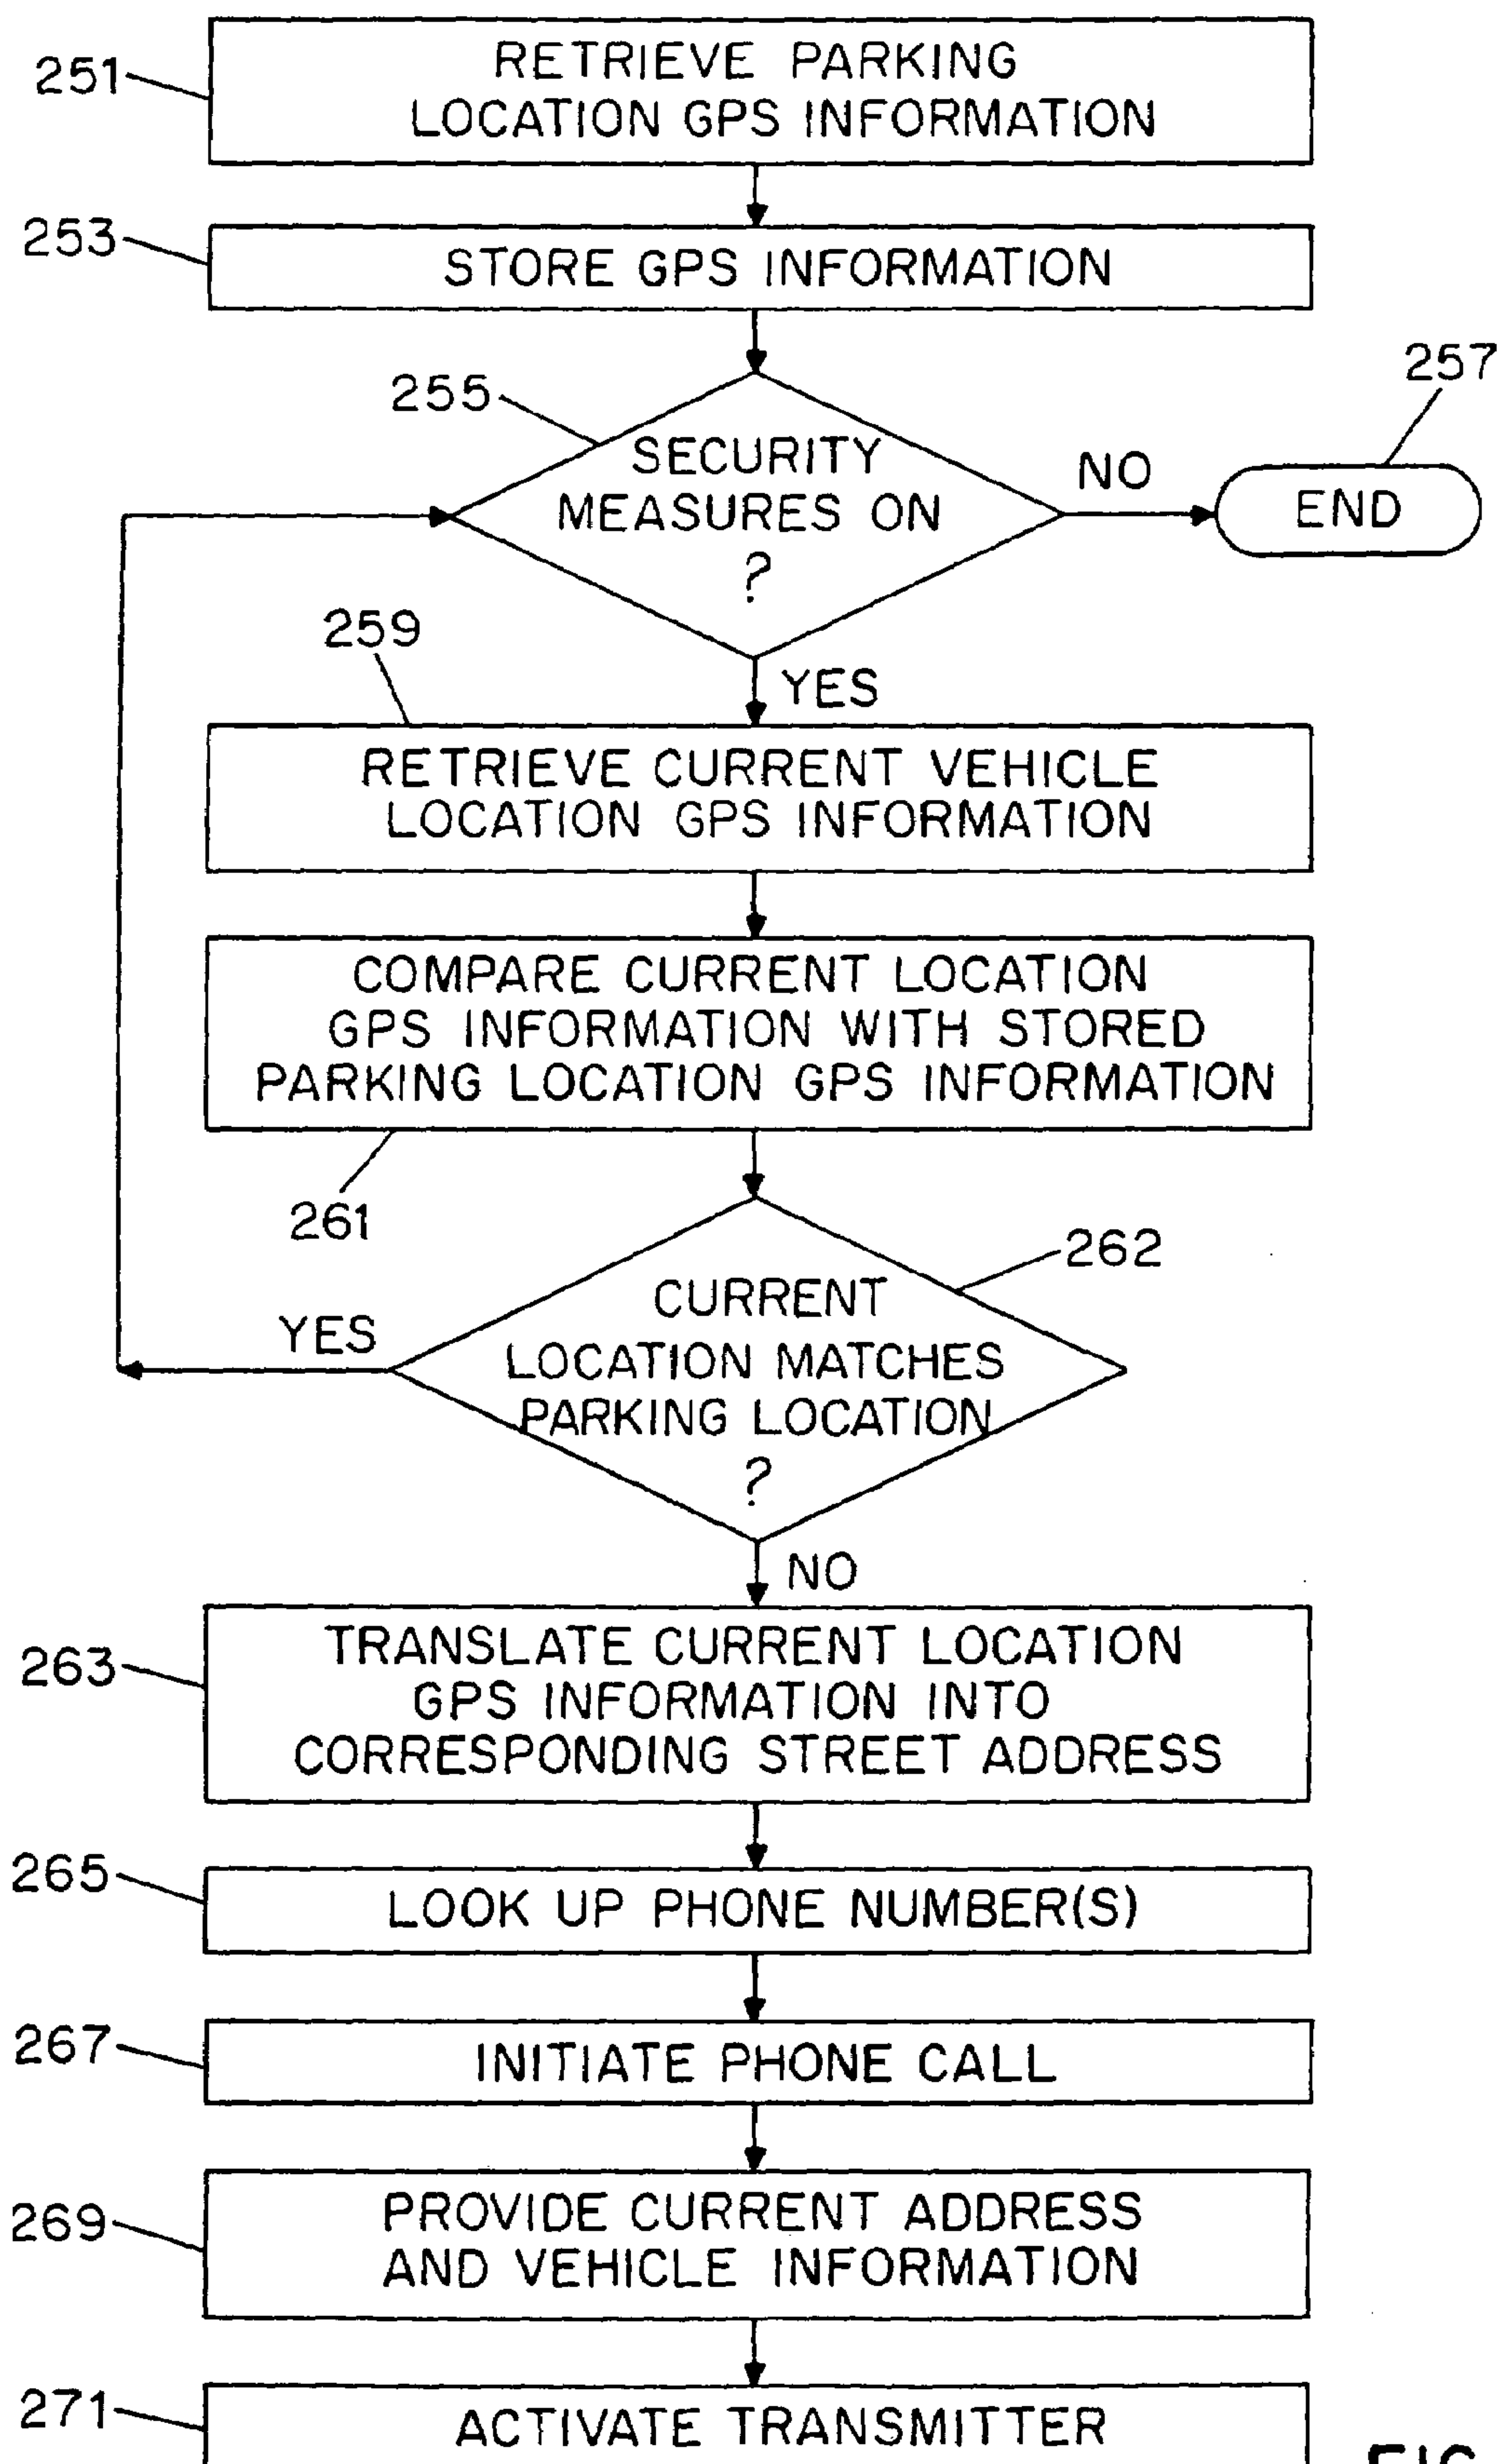 251
RETRIEVE PARKING
LOCATION GPS INFORMATION
253
STORE GPS INFORMATION
255
SECURITY
MEASURES ON
?
NO
257
END
YES
259
RETRIEVE CURRENT VEHICLE
LOCATION GPS INFORMATION
COMPARE CURRENT LOCATION
GPS INFORMATION WITH STORED
PARKING LOCATION GPS INFORMATION
261
262
CURRENT
LOCATION MATCHES
PARKING LOCATION
?
YES
NO
263
TRANSLATE CURRENT LOCATION
GPS INFORMATION INTO
CORRESPONDING STREET ADDRESS
265
LOOK UP PHONE NUMBER(S)
267
INITIATE PHONE CALL
269
PROVIDE CURRENT ADDRESS
AND VEHICLE INFORMATION
271
ACTIVATE TRANSMITTER